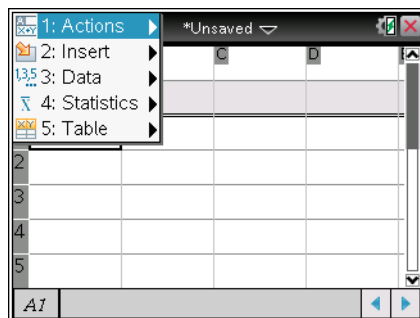 1: Actions
*Unsaved
2: Insert
C D
3: Data
4: Statistics
5: Table
2
3
4
5
A1